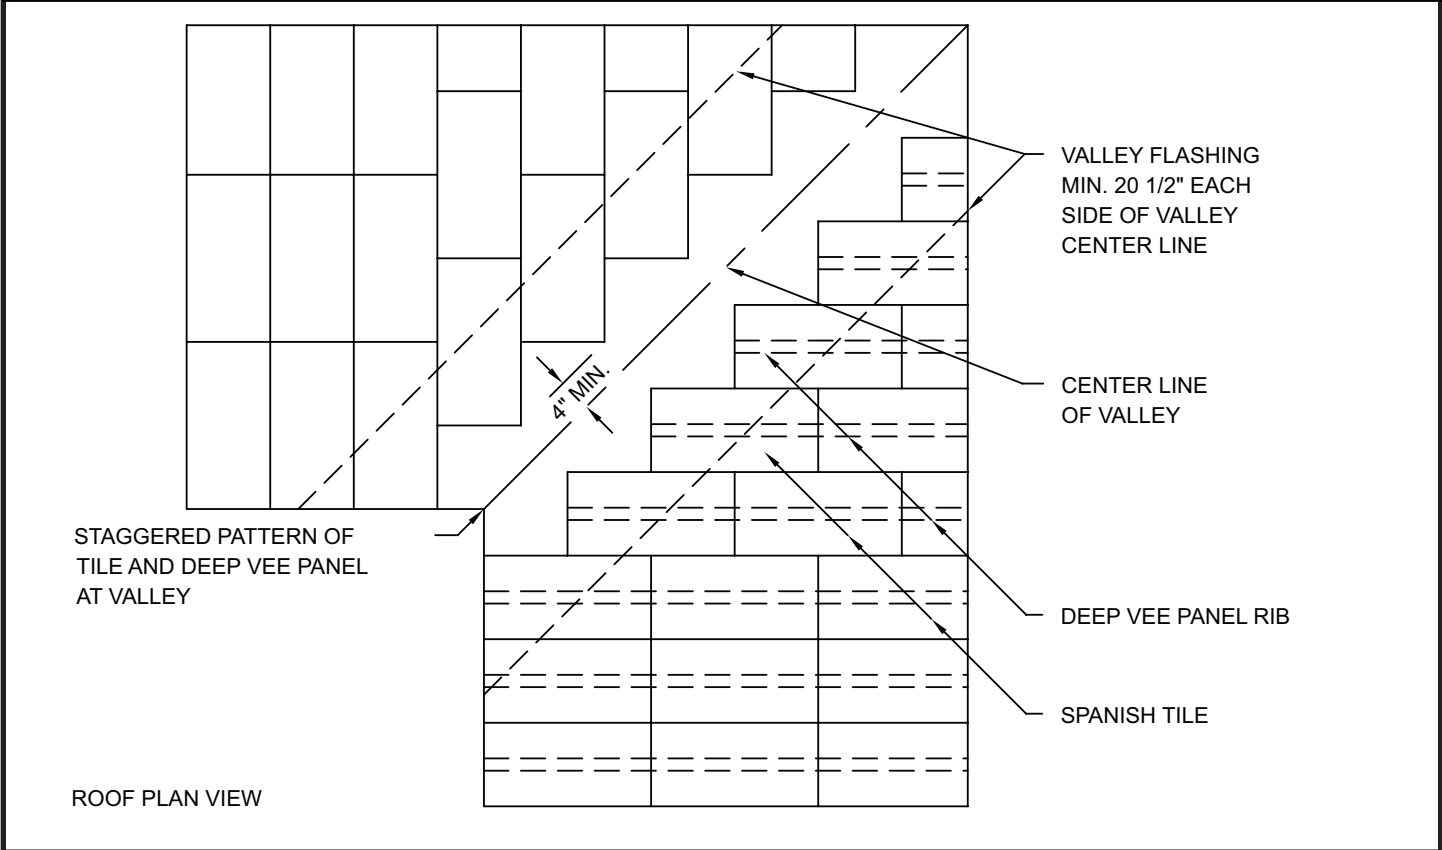 VALLEY FLASHING
MIN. 20 1/2" EACH
SIDE OF VALLEY
CENTER LINE
4" MIN.
CENTER LINE
OF VALLEY
STAGGERED PATTERN OF
TILE AND DEEP VEE PANEL
AT VALLEY
DEEP VEE PANEL RIB
SPANISH TILE
ROOF PLAN VIEW